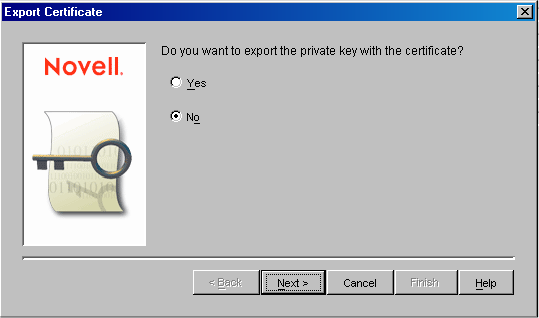 Export Certificate
Novell.
Do you want to export the private key with the certificate?
Yes
No
< Back
Next >
Cancel
Finish
Help